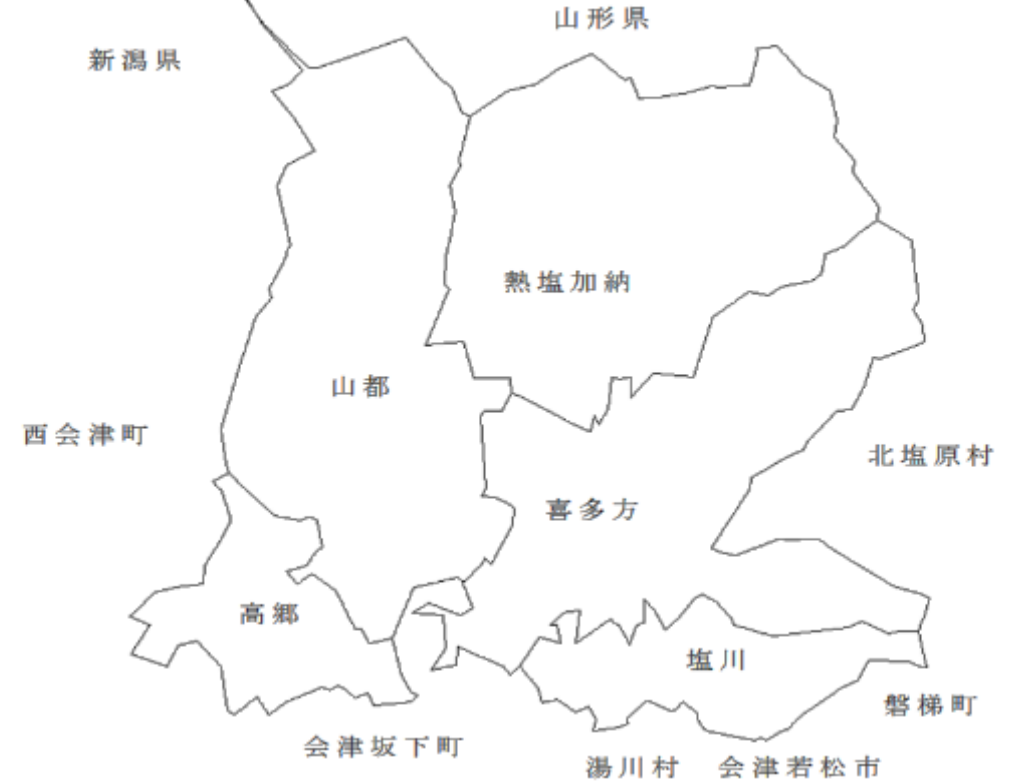 山形県
新潟県
熱塩加納
山都
西会津町
北塩原村
喜多方
高郷
塩川
磐梯町
会津坂下町
湯川村
会津若松市